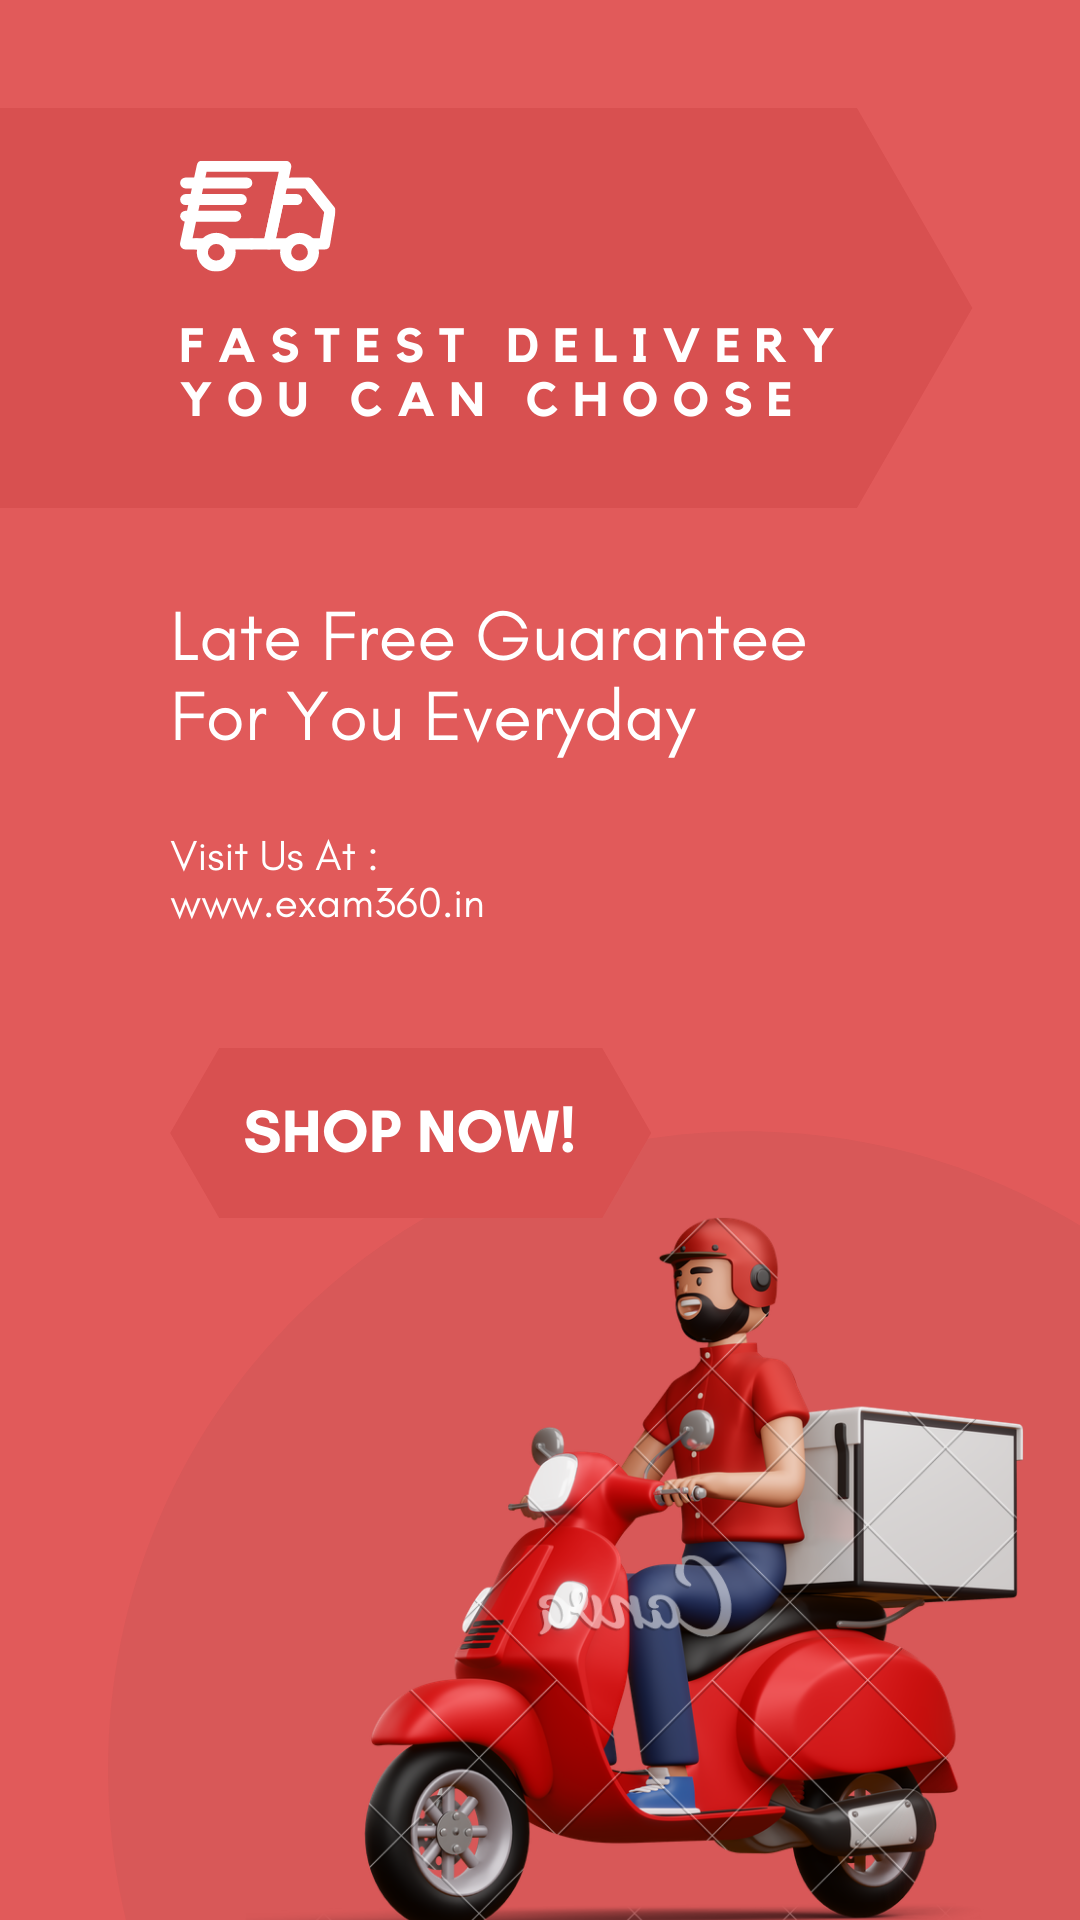 FASTEST DELIVERY
YOU CAN CHOOSE
Late Free Guarantee
For You Everyday
Visit Us At :
www.exam360.in
SHOP NOW!
Canva